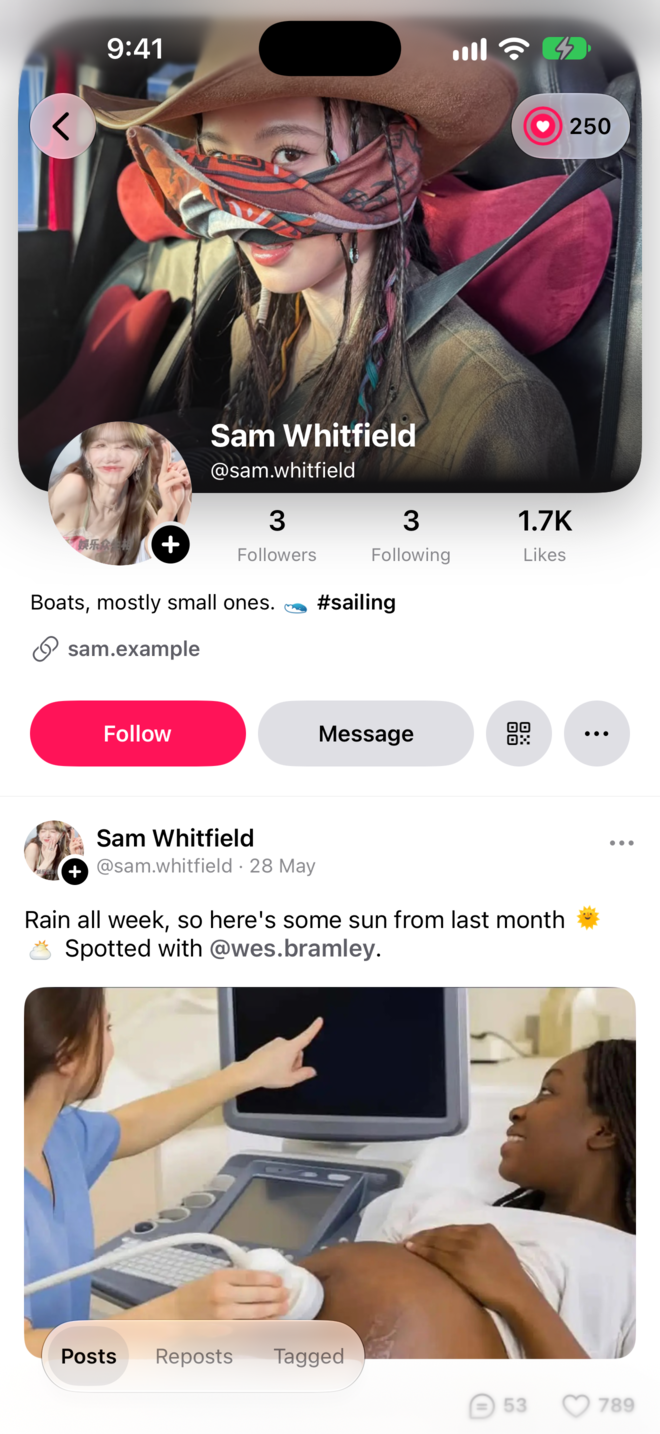 9:41
250
Sam Whitfield
@sam.whitfield
3
3
1.7K
Followers
Following
Likes
Boats, mostly small ones. #sailing
sam.example
Follow
Message
Sam Whitfield
@sam.whitfield · 28 May
Rain all week, so here's some sun from last month 🌞
⛅ Spotted with @wes.bramley.
Posts
Reposts
Tagged
53
789